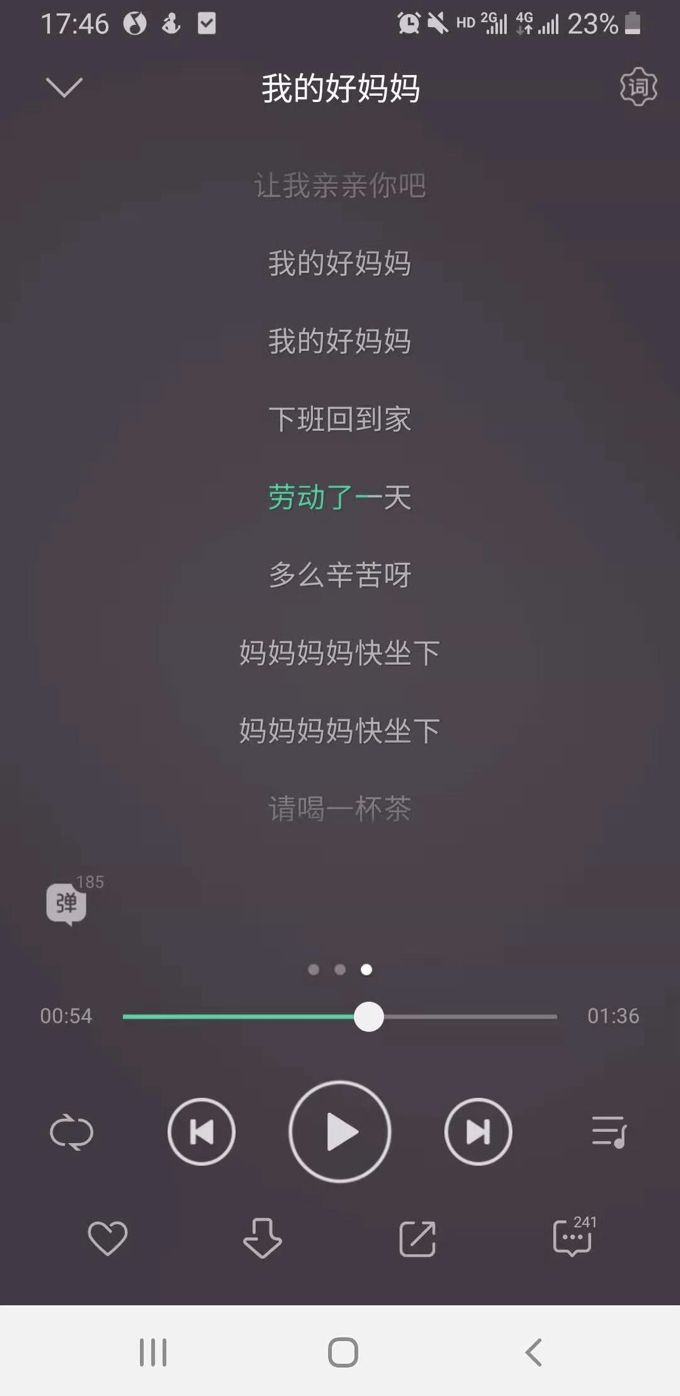 17:46 HD 2G 4G 23%
我的好妈妈 词
让我亲亲你吧
我的好妈妈
我的好妈妈
下班回到家
劳动了一天
多么辛苦呀
妈妈妈妈快坐下
妈妈妈妈快坐下
请喝一杯茶
弹 185
00:54 01:36
241